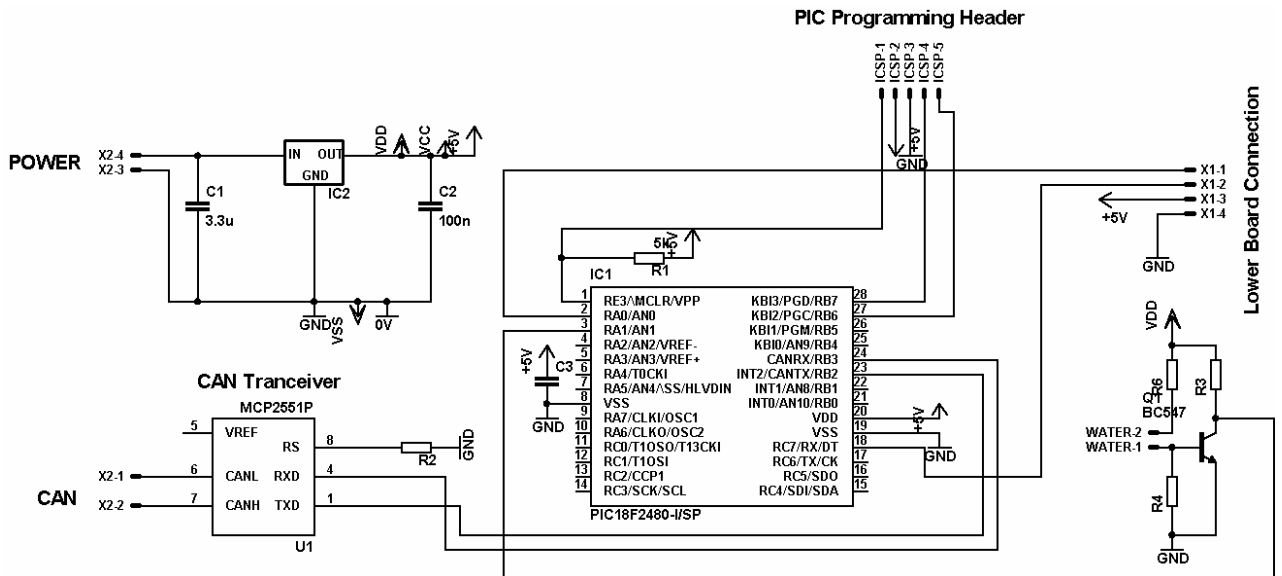 PIC Programming Header
ICSP-1
ICSP-2
ICSP-3
ICSP-4
ICSP-5
GND
+5V
POWER
X2-4
X2-3
IN OUT
GND
IC2
C1
3.3u
VDD
VCC
+5V
C2
100n
GND
VSS
0V
X1-1
X1-2
X1-3
X1-4
+5V
GND
Lower Board Connection
5k
+5V
R1
IC1
1 RE3/\MCLR/VPP KBI3/PGD/RB7 28
2 RA0/AN0 KBI2/PGC/RB6 27
3 RA1/AN1 KBI1/PGM/RB5 26
4 RA2/AN2/VREF- KBI0/AN9/RB4 25
5 RA3/AN3/VREF+ CANRX/RB3 24
6 RA4/T0CKI INT2/CANTX/RB2 23
7 RA5/AN4/\SS/HLVDIN INT1/AN8/RB1 22
8 VSS INT0/AN10/RB0 21
9 RA7/CLKI/OSC1 VDD 20
10 RA6/CLKO/OSC2 VSS 19
11 RC0/T1OSO/T13CKI RC7/RX/DT 18
12 RC1/T1OSI RC6/TX/CK 17
13 RC2/CCP1 RC5/SDO 16
14 RC3/SCK/SCL RC4/SDI/SDA 15
PIC18F2480-I/SP
+5V
C3
GND
+5V
GND
CAN Tranceiver
MCP2551P
5 VREF
RS 8
R2
GND
CAN
X2-1
6 CANL RXD 4
X2-2
7 CANH TXD 1
U1
VDD
R6
R3
Q1
BC547
WATER-2
WATER-1
R4
GND